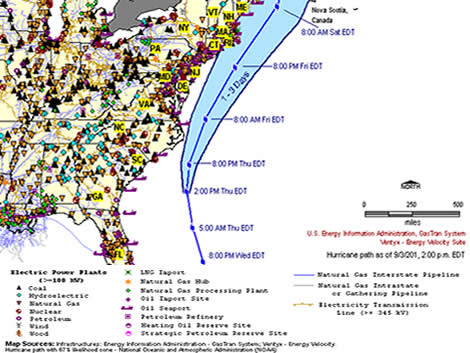 Nova Scotia,
Canada
8:00 AM Sat EDT
ME
VT
NH
NY
MA
CT
RI
8:00 PM Fri EDT
PA
NJ
MD
DE
1 - 3 Days
VA
8:00 AM Fri EDT
NC
SC
8:00 PM Thu EDT
2:00 PM Thu EDT
GA
NORTH
5:00 AM Thu EDT
0 250 500
miles
U.S. Energy Information Administration, GasTran System
Ventyx - Energy Velocity Site
FL
8:00 PM Wed EDT
Hurricane path as of 9/3/201, 2:00 p.m. EDT
Electric Power Plants
(>=100 kW)
Coal
Hydroelectric
Natural Gas
Nuclear
Petroleum
Wind
Wood
LNG Import
Natural Gas Hub
Natural Gas Processing Plant
Oil Import Site
Oil Seaport
Petroleum Refinery
Heating Oil Reserve Site
Strategic Petroleum Reserve Site
Natural Gas Interstate Pipeline
Natural Gas Intrastate
or Gathering Pipeline
Electricity Transmission
Line (>= 345 kV)
Map Sources: Infrastructures: Energy Information Administration - GasTran System; Ventyx - Energy Velocity.
Hurricane path with 67% likelihood cone - National Oceanic and Atmospheric Administration (NOAA)